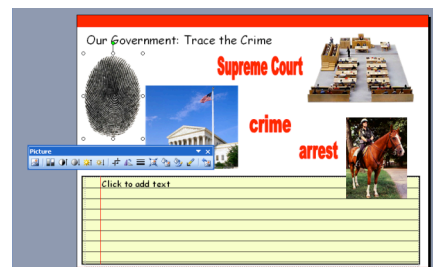 Our Government: Trace the Crime
Supreme Court
crime
arrest
Picture
Click to add text